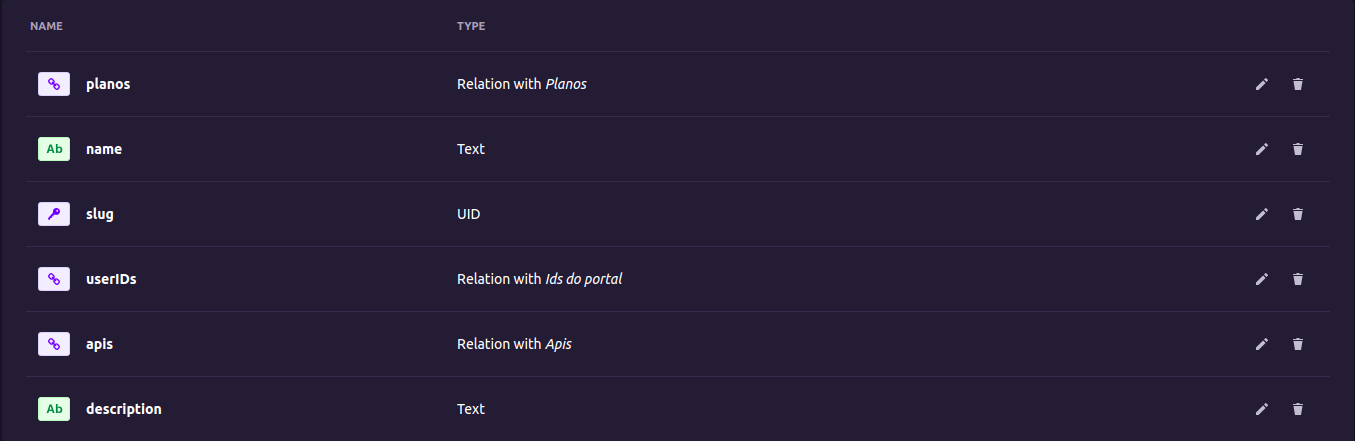 NAME TYPE
planos Relation with Planos
Ab name Text
slug UID
userIDs Relation with Ids do portal
apis Relation with Apis
Ab description Text